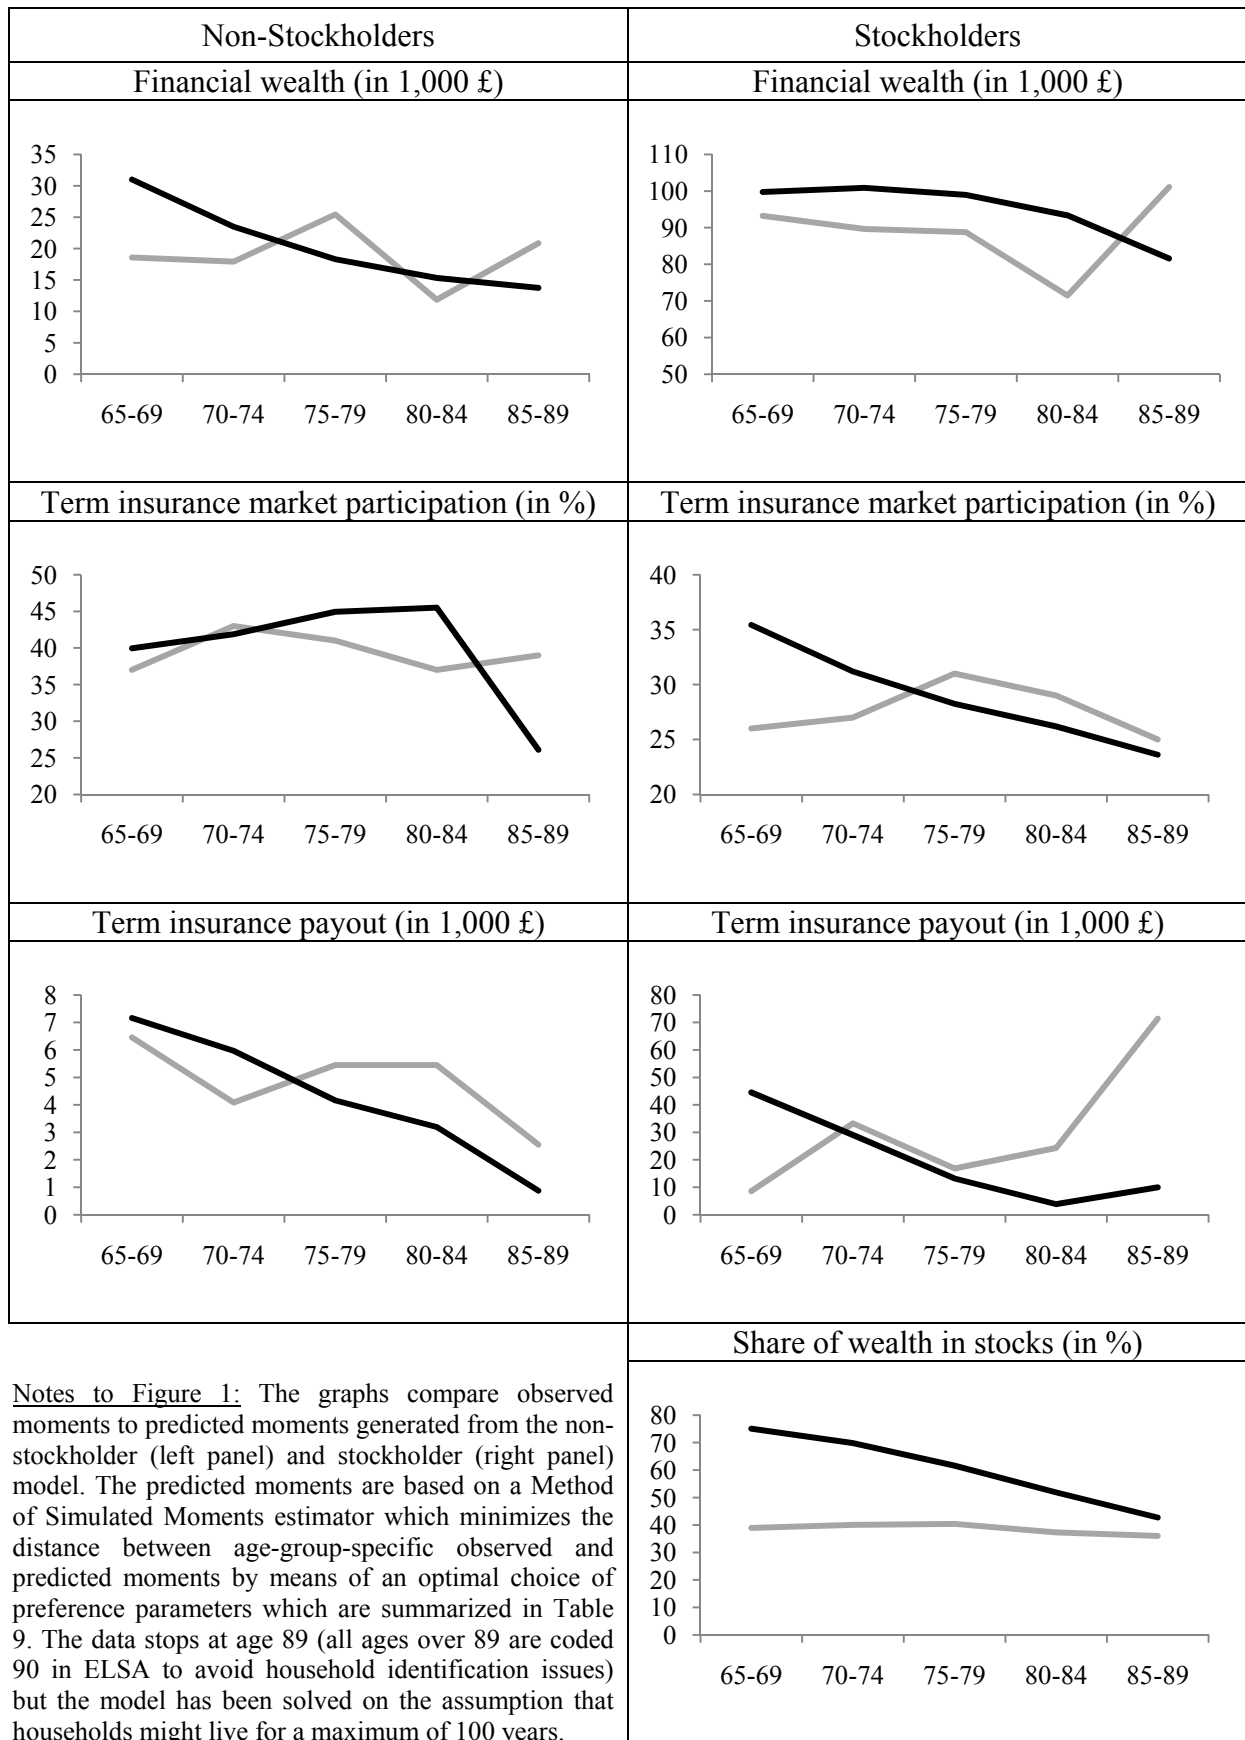 Non-Stockholders
Stockholders
Financial wealth (in 1,000 £)
Financial wealth (in 1,000 £)
35
30
25
20
15
10
5
0
65-69 70-74 75-79 80-84 85-89
110
100
90
80
70
60
50
65-69 70-74 75-79 80-84 85-89
Term insurance market participation (in %)
Term insurance market participation (in %)
50
45
40
35
30
25
20
65-69 70-74 75-79 80-84 85-89
40
35
30
25
20
65-69 70-74 75-79 80-84 85-89
Term insurance payout (in 1,000 £)
Term insurance payout (in 1,000 £)
8
7
6
5
4
3
2
1
0
65-69 70-74 75-79 80-84 85-89
80
70
60
50
40
30
20
10
0
65-69 70-74 75-79 80-84 85-89
Share of wealth in stocks (in %)
80
70
60
50
40
30
20
10
0
65-69 70-74 75-79 80-84 85-89
Notes to Figure 1: The graphs compare observed
moments to predicted moments generated from the non-
stockholder (left panel) and stockholder (right panel)
model. The predicted moments are based on a Method
of Simulated Moments estimator which minimizes the
distance between age-group-specific observed and
predicted moments by means of an optimal choice of
preference parameters which are summarized in Table
9. The data stops at age 89 (all ages over 89 are coded
90 in ELSA to avoid household identification issues)
but the model has been solved on the assumption that
households might live for a maximum of 100 years.